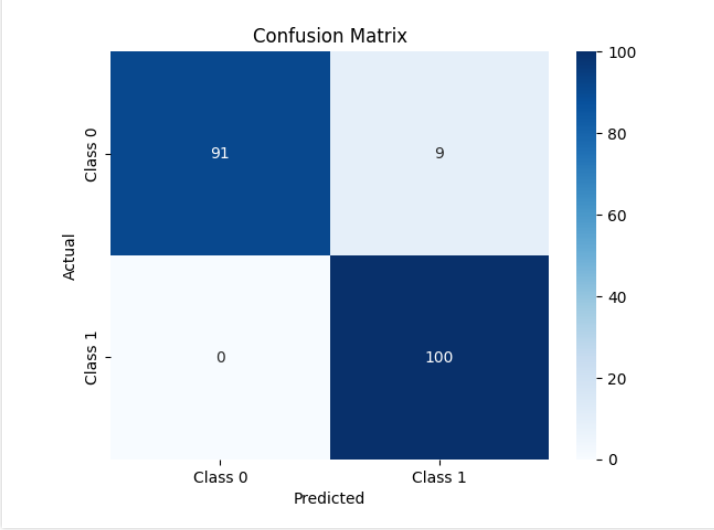 Confusion Matrix
100
Class 0
91
9
80
60
Actual
40
Class 1
0
100
20
0
Class 0
Class 1
Predicted